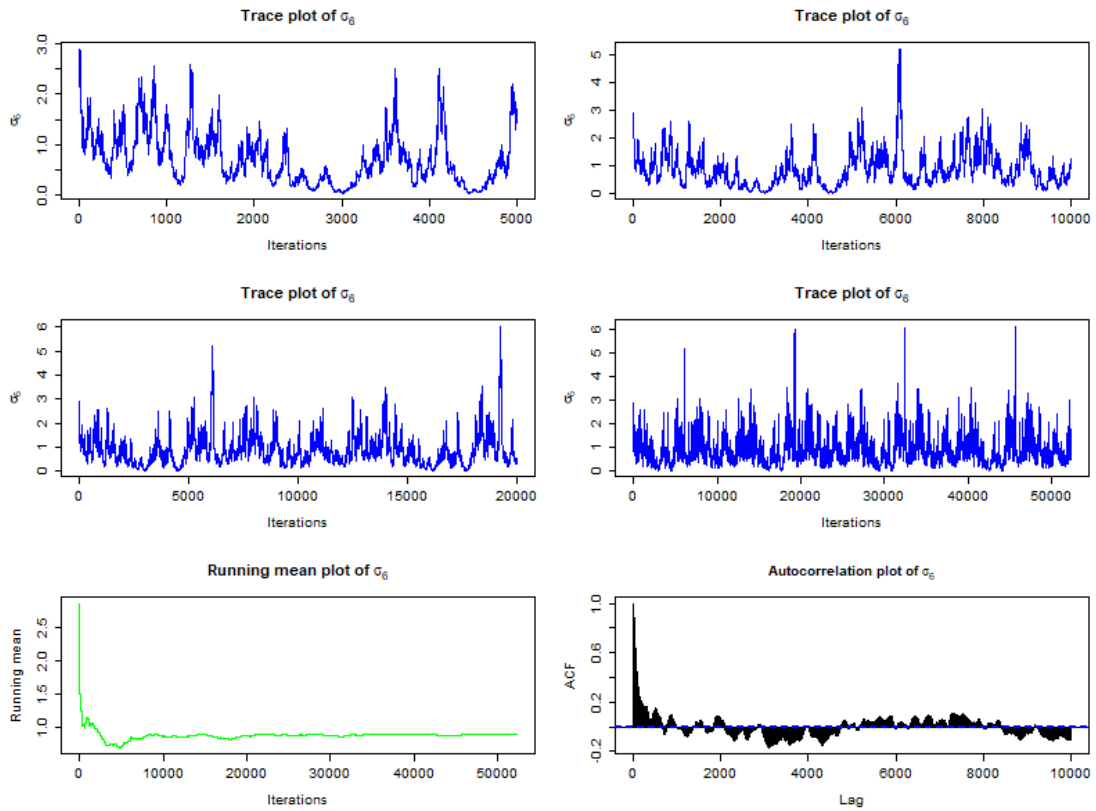 Trace plot of σ₆
3.0
2.0
1.0
0.0
σ₆
0 1000 2000 3000 4000 5000
Iterations
Trace plot of σ₆
5
4
3
2
1
0
σ₆
0 2000 4000 6000 8000 10000
Iterations
Trace plot of σ₆
6
5
4
3
2
1
0
σ₆
0 5000 10000 15000 20000
Iterations
Trace plot of σ₆
6
5
4
3
2
1
0
σ₆
0 10000 20000 30000 40000 50000
Iterations
Running mean plot of σ₆
2.5
2.0
1.5
1.0
Running mean
0 10000 20000 30000 40000 50000
Iterations
Autocorrelation plot of σ₆
1.0
0.6
0.2
-0.2
ACF
0 2000 4000 6000 8000 10000
Lag